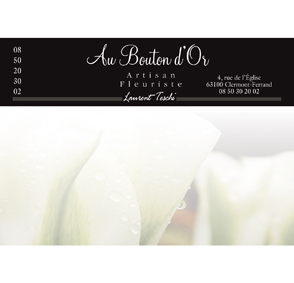 08
50
20
30
02
Au Bouton d'Or
Artisan
Fleuriste
Laurent Teschi
4, rue de l'Église
63100 Clermont-Ferrand
08 50 30 20 02